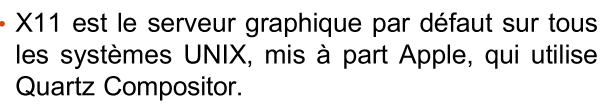 • X11 est le serveur graphique par défaut sur tous
les systèmes UNIX, mis à part Apple, qui utilise
Quartz Compositor.